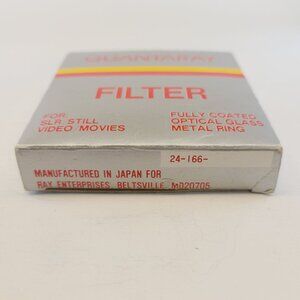 QUANTARAY
FILTER
FOR
SLR STILL
VIDEO MOVIES
FULLY COATED
OPTICAL GLASS
METAL RING
24-166-
MANUFACTURED IN JAPAN FOR
RAY ENTERPRISES, BELTSVILLE, MD20705